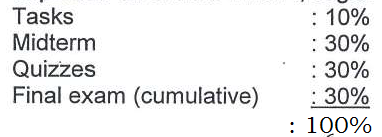 Tasks : 10%
Midterm : 30%
Quizzes : 30%
Final exam (cumulative) : 30%
: 100%